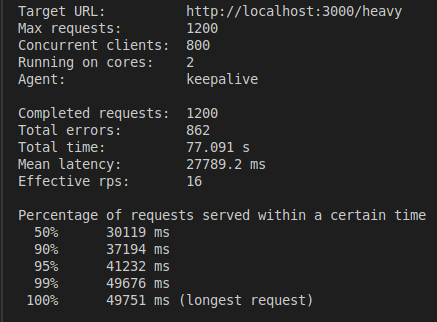 Target URL: http://localhost:3000/heavy
Max requests: 1200
Concurrent clients: 800
Running on cores: 2
Agent: keepalive
Completed requests: 1200
Total errors: 862
Total time: 77.091 s
Mean latency: 27789.2 ms
Effective rps: 16
Percentage of requests served within a certain time
50% 30119 ms
90% 37194 ms
95% 41232 ms
99% 49676 ms
100% 49751 ms (longest request)